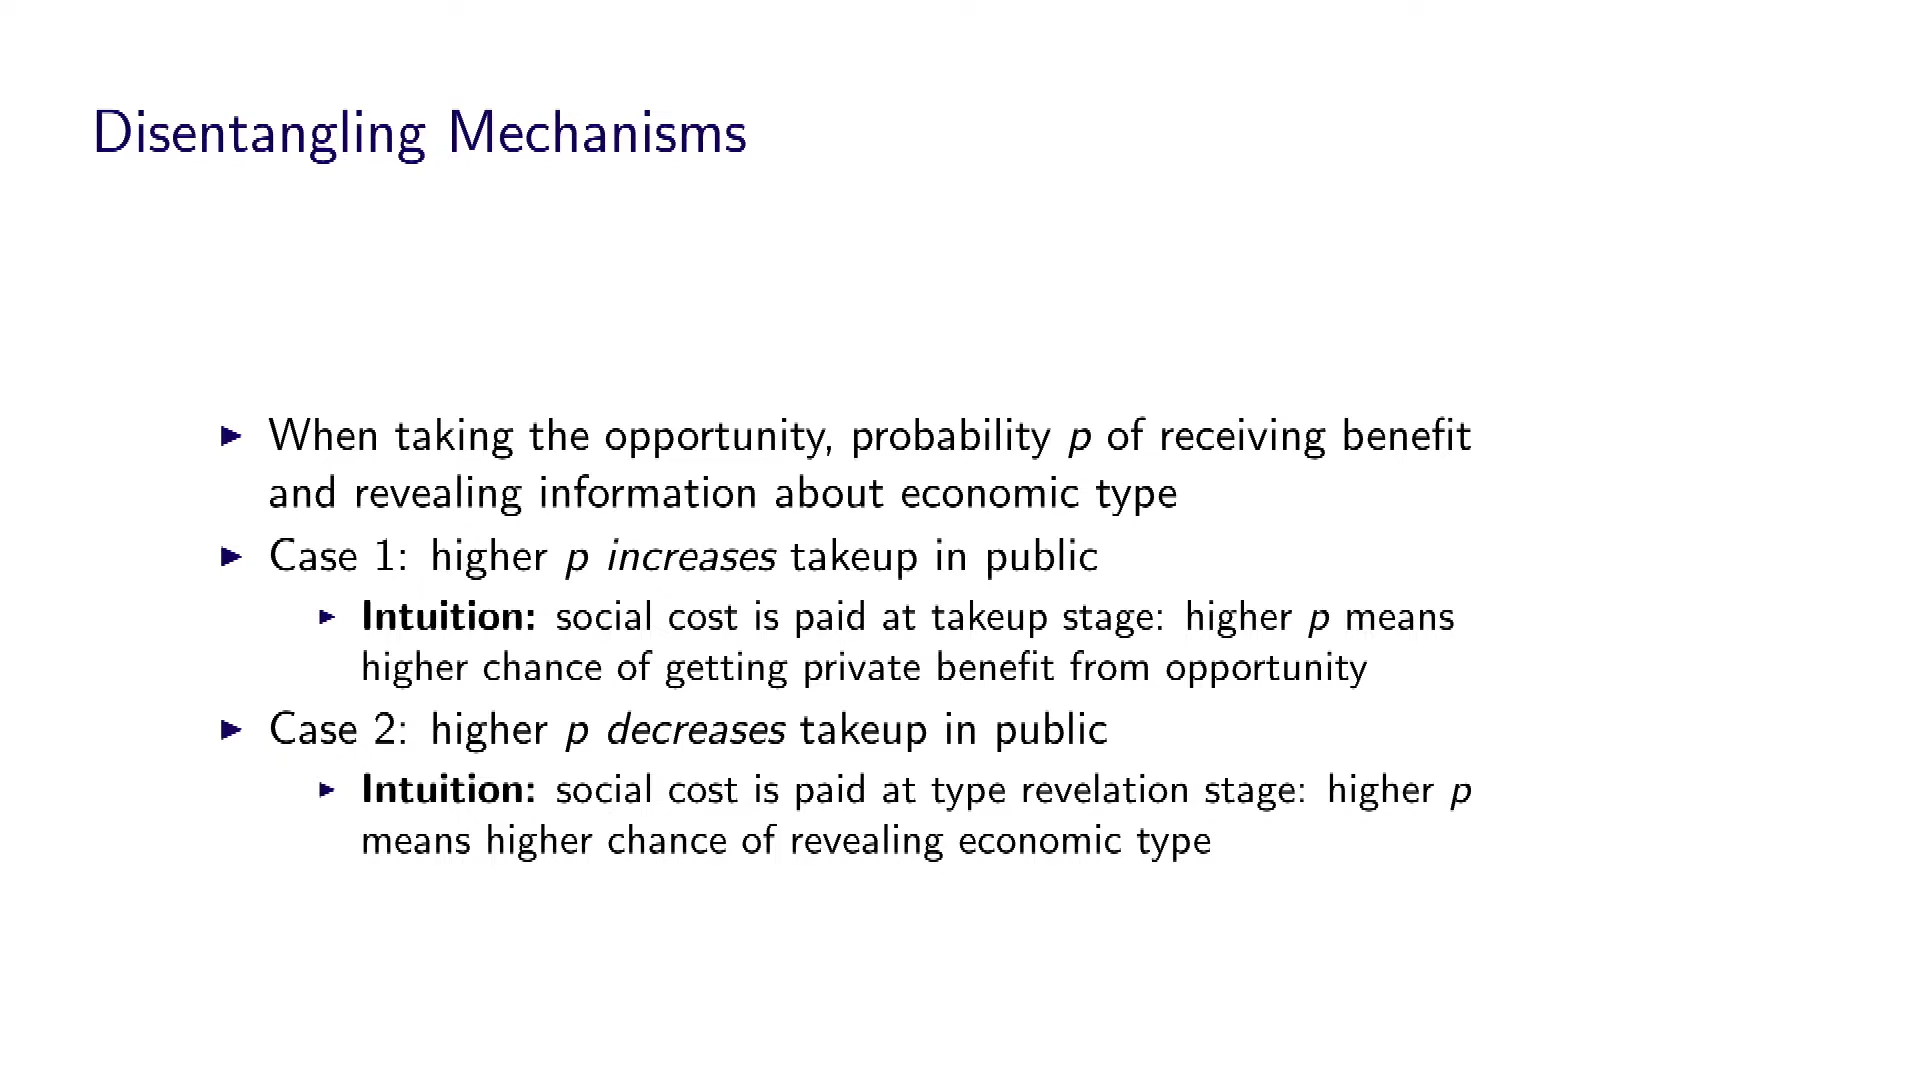 Disentangling Mechanisms
▶ When taking the opportunity, probability p of receiving benefit
and revealing information about economic type
▶ Case 1: higher p increases takeup in public
▶ Intuition: social cost is paid at takeup stage: higher p means
higher chance of getting private benefit from opportunity
▶ Case 2: higher p decreases takeup in public
▶ Intuition: social cost is paid at type revelation stage: higher p
means higher chance of revealing economic type